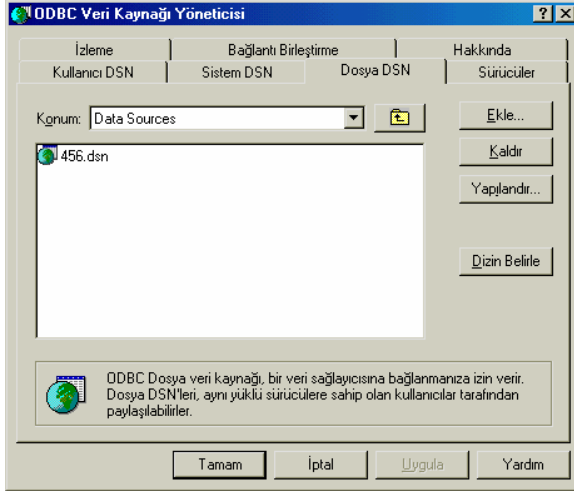 ODBC Veri Kaynağı Yöneticisi
İzleme Bağlantı Birleştirme Hakkında
Kullanıcı DSN Sistem DSN Dosya DSN Sürücüler
Konum: Data Sources
Ekle...
456.dsn
Kaldır
Yapılandır...
Dizin Belirle
ODBC Dosya veri kaynağı, bir veri sağlayıcısına bağlanmanıza izin verir.
Dosya DSN'leri, aynı yüklü sürücülere sahip olan kullanıcılar tarafından
paylaşılabilirler.
Tamam İptal Uygula Yardım